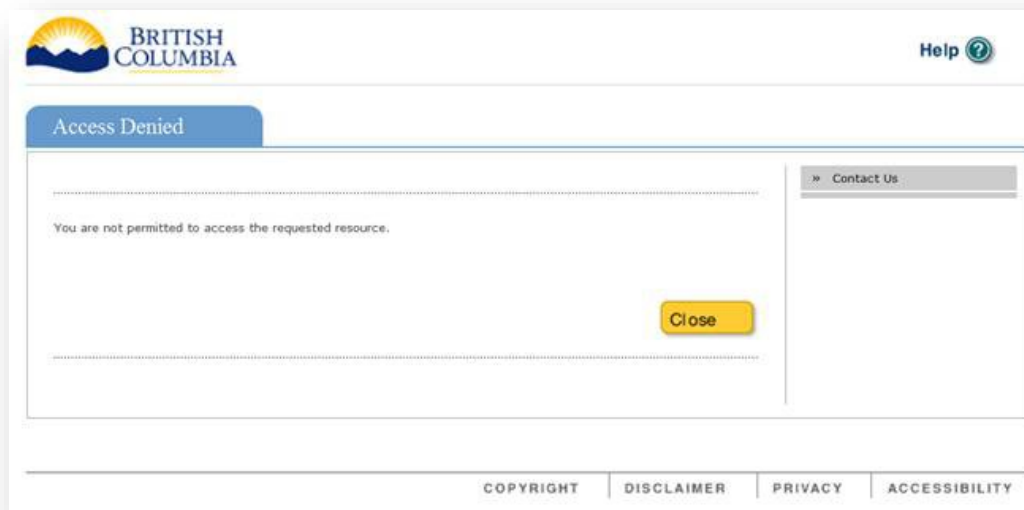 BRITISH
COLUMBIA
Help ?
Access Denied
» Contact Us
You are not permitted to access the requested resource.
Close
COPYRIGHT
DISCLAIMER
PRIVACY
ACCESSIBILITY